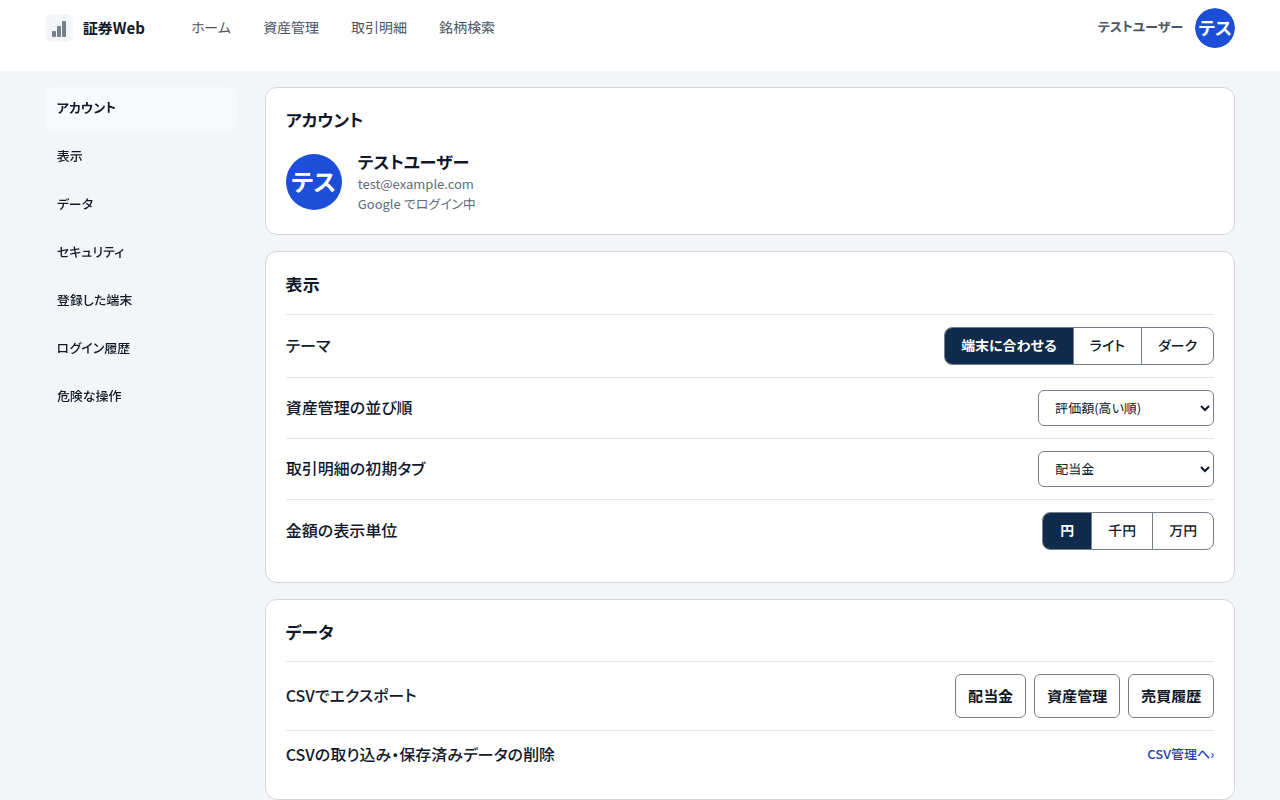 証券Web ホーム 資産管理 取引明細 銘柄検索 テストユーザー テス
アカウント
表示
データ
セキュリティ
登録した端末
ログイン履歴
危険な操作
アカウント
テス
テストユーザー
test@example.com
Google でログイン中
表示
テーマ 端末に合わせる ライト ダーク
資産管理の並び順 評価額(高い順)
取引明細の初期タブ 配当金
金額の表示単位 円 千円 万円
データ
CSVでエクスポート 配当金 資産管理 売買履歴
CSVの取り込み・保存済みデータの削除 CSV管理へ›